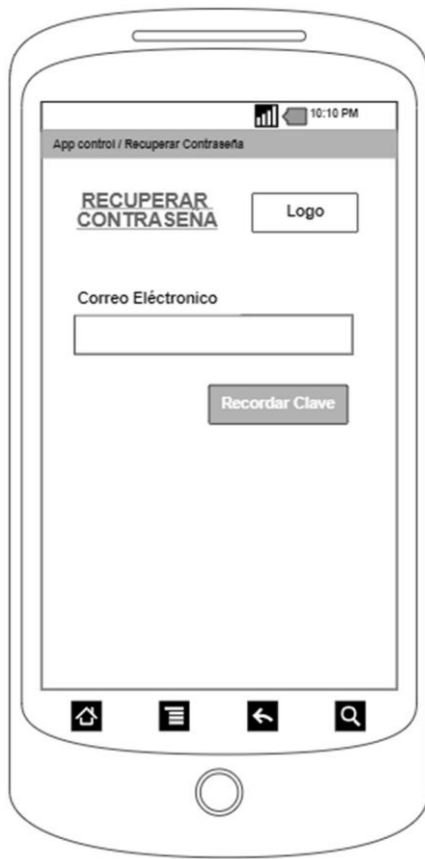 10:10 PM
App control / Recuperar Contraseña
RECUPERAR
CONTRASEÑA
Logo
Correo Eléctronico
Recordar Clave